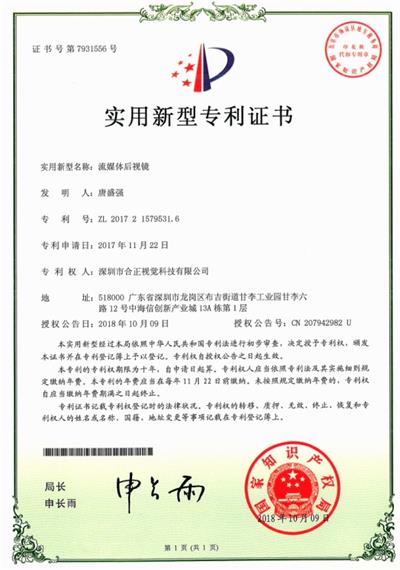 证书号第7931556号
实用新型专利证书
实用新型名称：流媒体后视镜
发 明 人：唐盛强
专 利 号：ZL 2017 2 1579531.6
专利申请日：2017年11月22日
专 利 权 人：深圳市合正视觉科技有限公司
地 址：518000 广东省深圳市龙岗区布吉街道甘李工业园甘李六
路12号中海信创新产业城13A栋第1层
授权公告日：2018年10月09日 授权公告号：CN 207942982 U
本实用新型经过本局依照中华人民共和国专利法进行初步审查，决定授予专利权，颁
发本证书并在专利登记簿上予以登记。专利权自授权公告之日起生效。
本专利的专利权期限为十年，自申请日起算。专利权人应当依照专利法及其实施细则规
定缴纳年费。本专利的年费应当在每年11月22日前缴纳。未按照规定缴纳年费的，专利权
自应当缴纳年费期满之日起终止。
专利证书记载专利权登记时的法律状况。专利权的转移、质押、无效、终止、恢复和专
利权人的姓名或名称、国籍、地址变更等事项记载在专利登记簿上。
局长
申长雨
申长雨
国家知识产权局
2018年10月09日
第 1 页 (共 1 页)